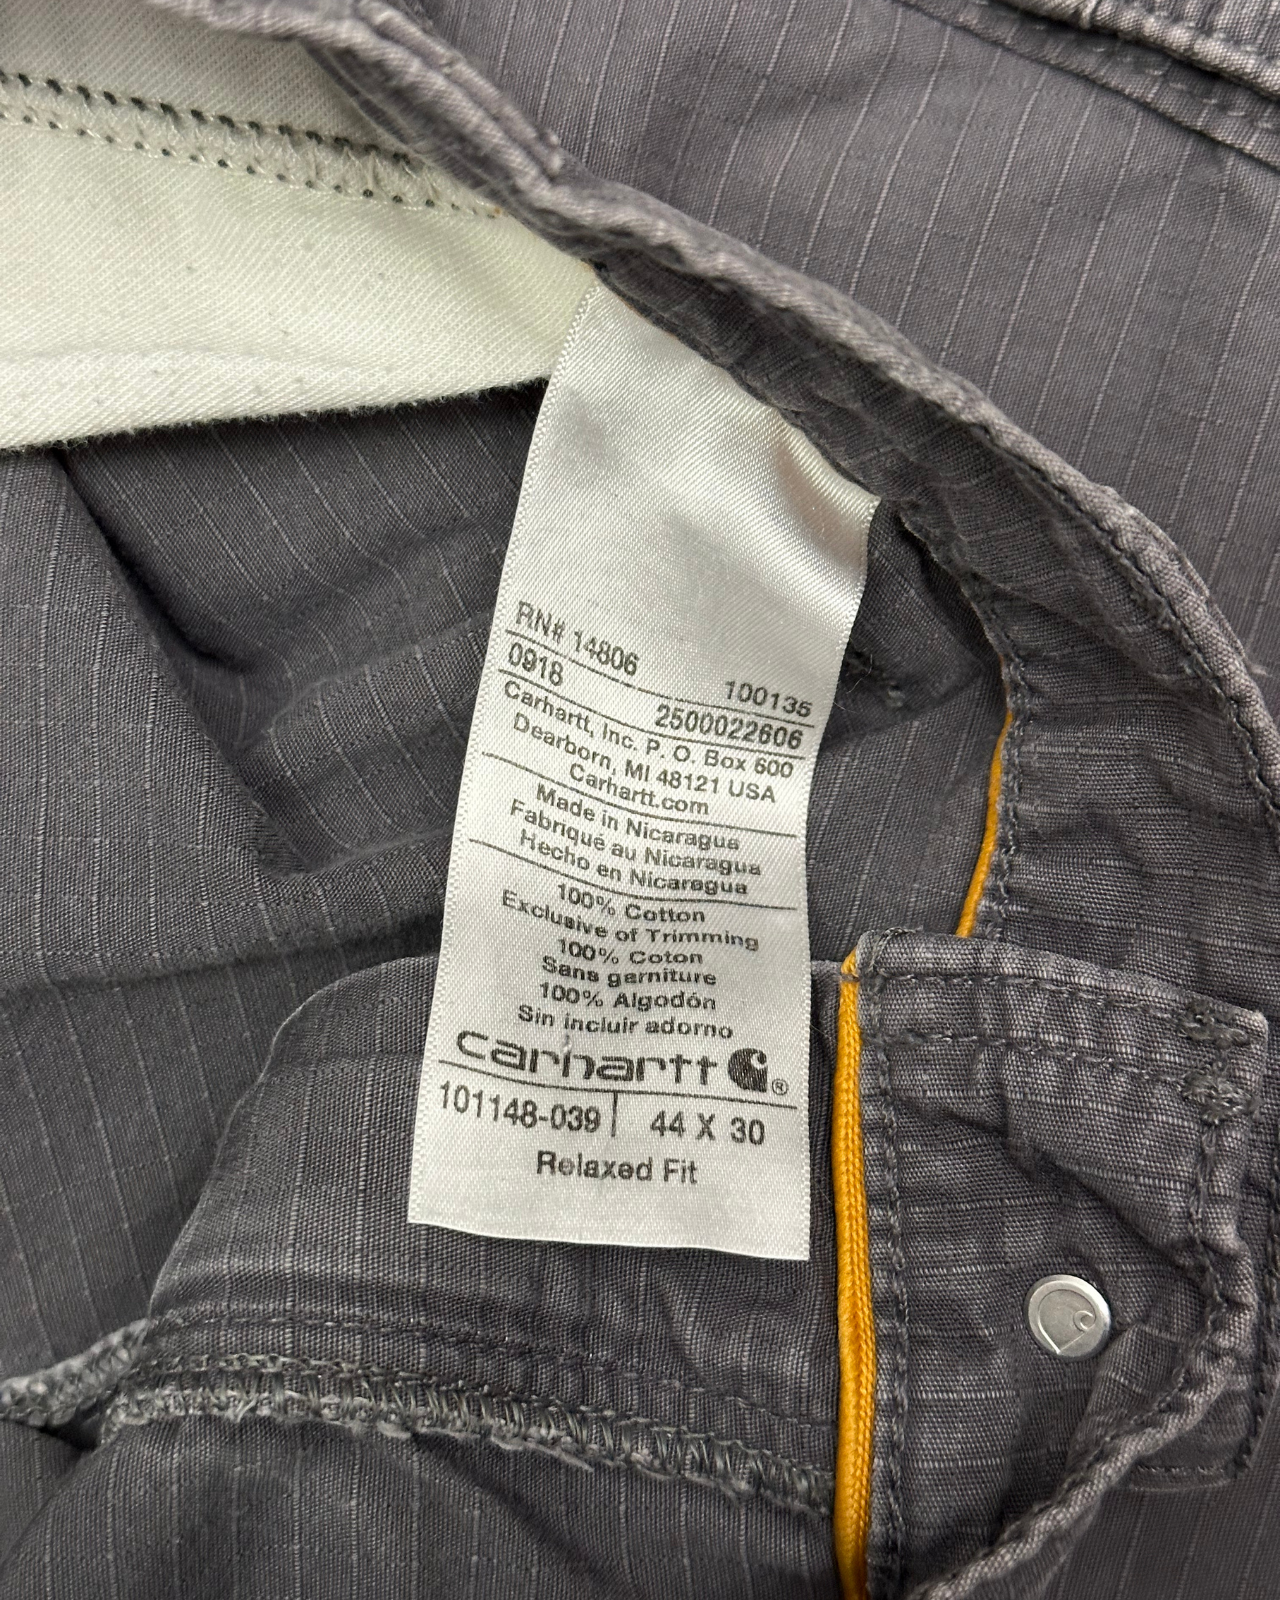 RN# 14806 100135
0918 2500022606
Carhartt, Inc. P. O. Box 600
Dearborn, MI 48121 USA
Carhartt.com
Made in Nicaragua
Fabriqué au Nicaragua
Hecho en Nicaragua
100% Cotton
Exclusive of Trimming
100% Coton
Sans garniture
100% Algodón
Sin incluir adorno
carhartt ®
101148-039 | 44 X 30
Relaxed Fit